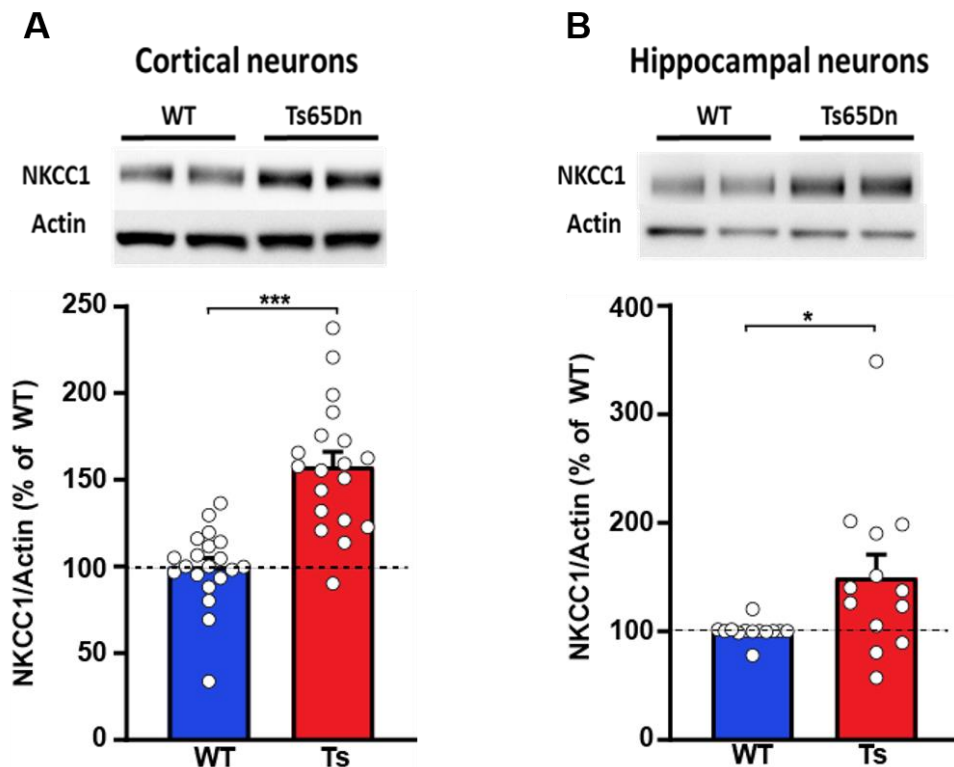 A
Cortical neurons
WT Ts65Dn
NKCC1
Actin
***
250
200
150
100
50
0
NKCC1/Actin (% of WT)
WT Ts
B
Hippocampal neurons
WT Ts65Dn
NKCC1
Actin
*
400
300
200
100
0
NKCC1/Actin (% of WT)
WT Ts